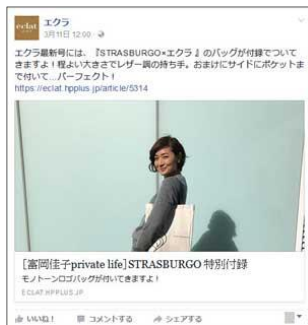 eclat
エクラ
3月11日 12:00
エクラ最新号には、『STRASBURGO×エクラ 』のバッグが付録でついて
きますよ！程よい大きさでレザー調の持ち手。おまけにサイドにポケットま
で付いて…パーフェクト！
https://eclat.hpplus.jp/article/5314
[富岡佳子private life]STRASBURGO 特別付録
モノトーンロゴバッグが付いてきますよ！
ECLAT.HPPLUS.JP
いいね！ コメントする シェアする